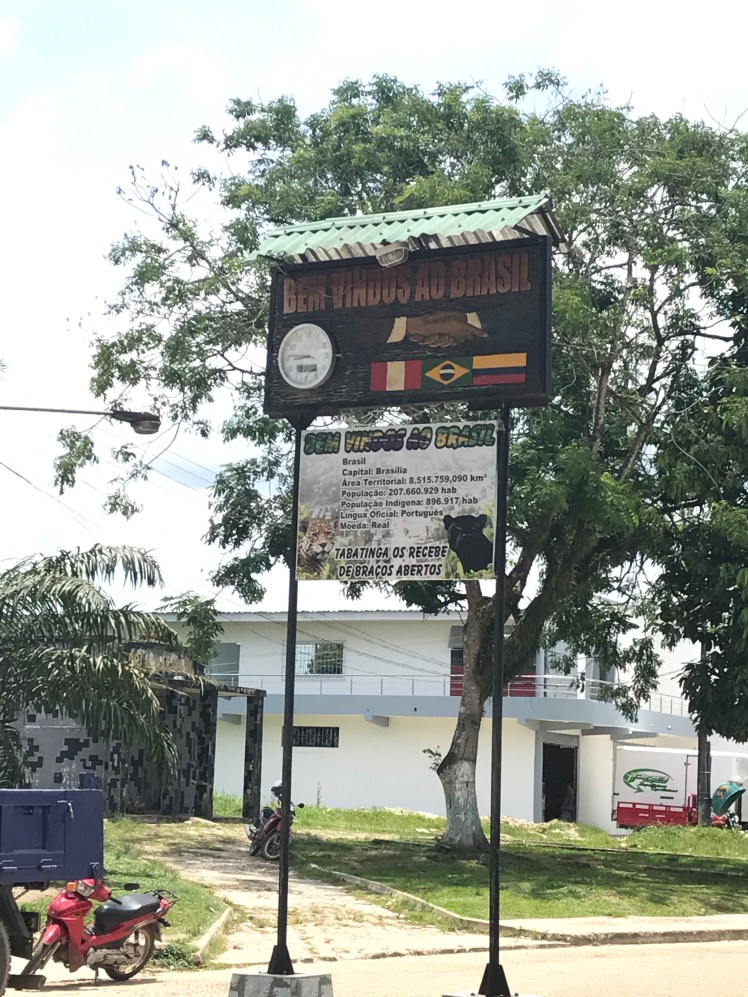 BEM VINDOS AO BRASIL
BEM VINDOS AO BRASIL
Brasil
Capital: Brasília
Área Territorial: 8.515.759,090 km²
População: 207.660.929 hab
População Indígena: 896.917 hab
Língua Oficial: Português
Moeda: Real
TABATINGA OS RECEBE
DE BRAÇOS ABERTOS